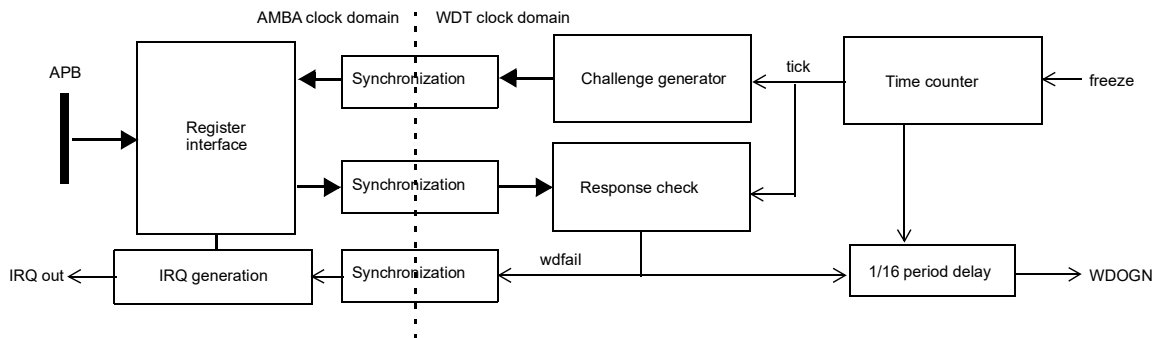 AMBA clock domain
WDT clock domain
APB
Synchronization
Challenge generator
tick
Time counter
freeze
Register
interface
Synchronization
Response check
IRQ out
IRQ generation
Synchronization
wdfail
1/16 period delay
WDOGN